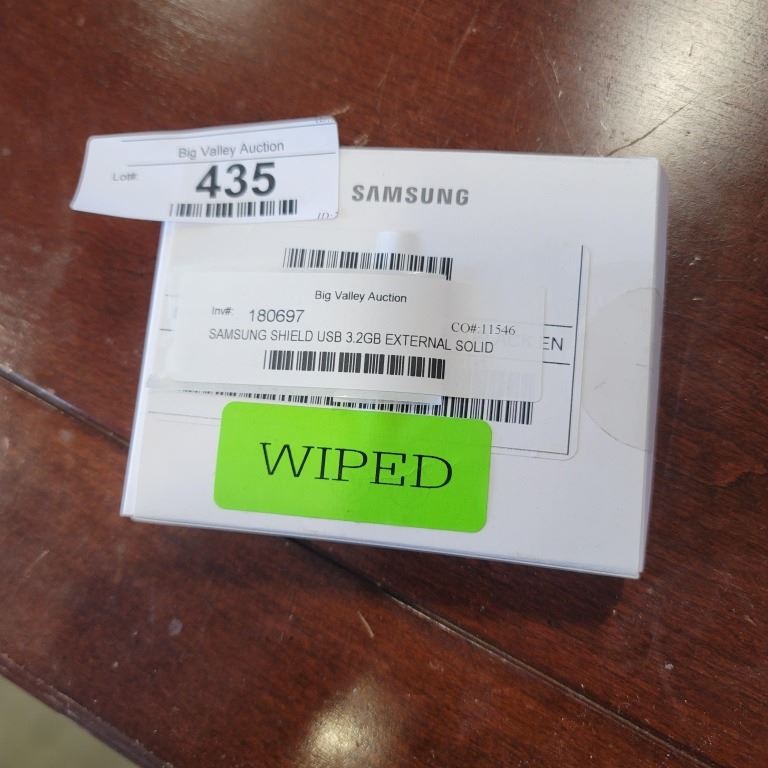 Big Valley Auction
Lot#: 435
SAMSUNG
Big Valley Auction
Inv#: 180697
CO#:11546
SAMSUNG SHIELD USB 3.2GB EXTERNAL SOLID
EN
WIPED